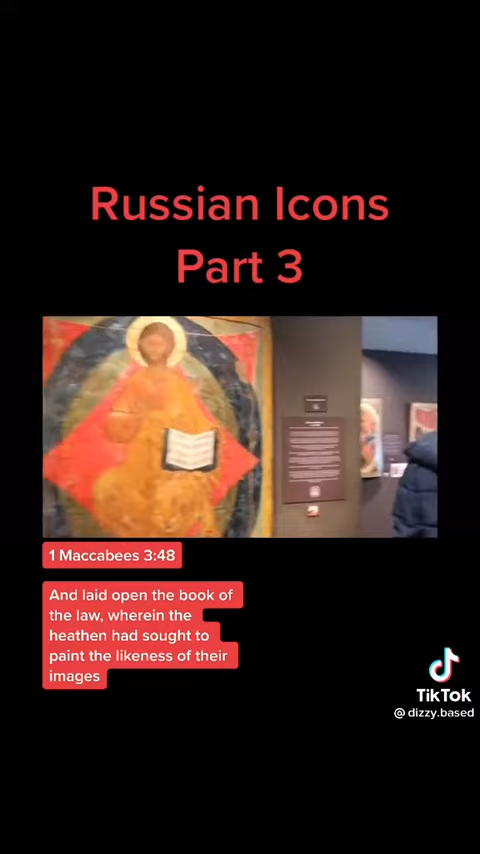 Russian Icons
Part 3
1 Maccabees 3:48
And laid open the book of
the law, wherein the
heathen had sought to
paint the likeness of their
images
TikTok
@dizzy.based